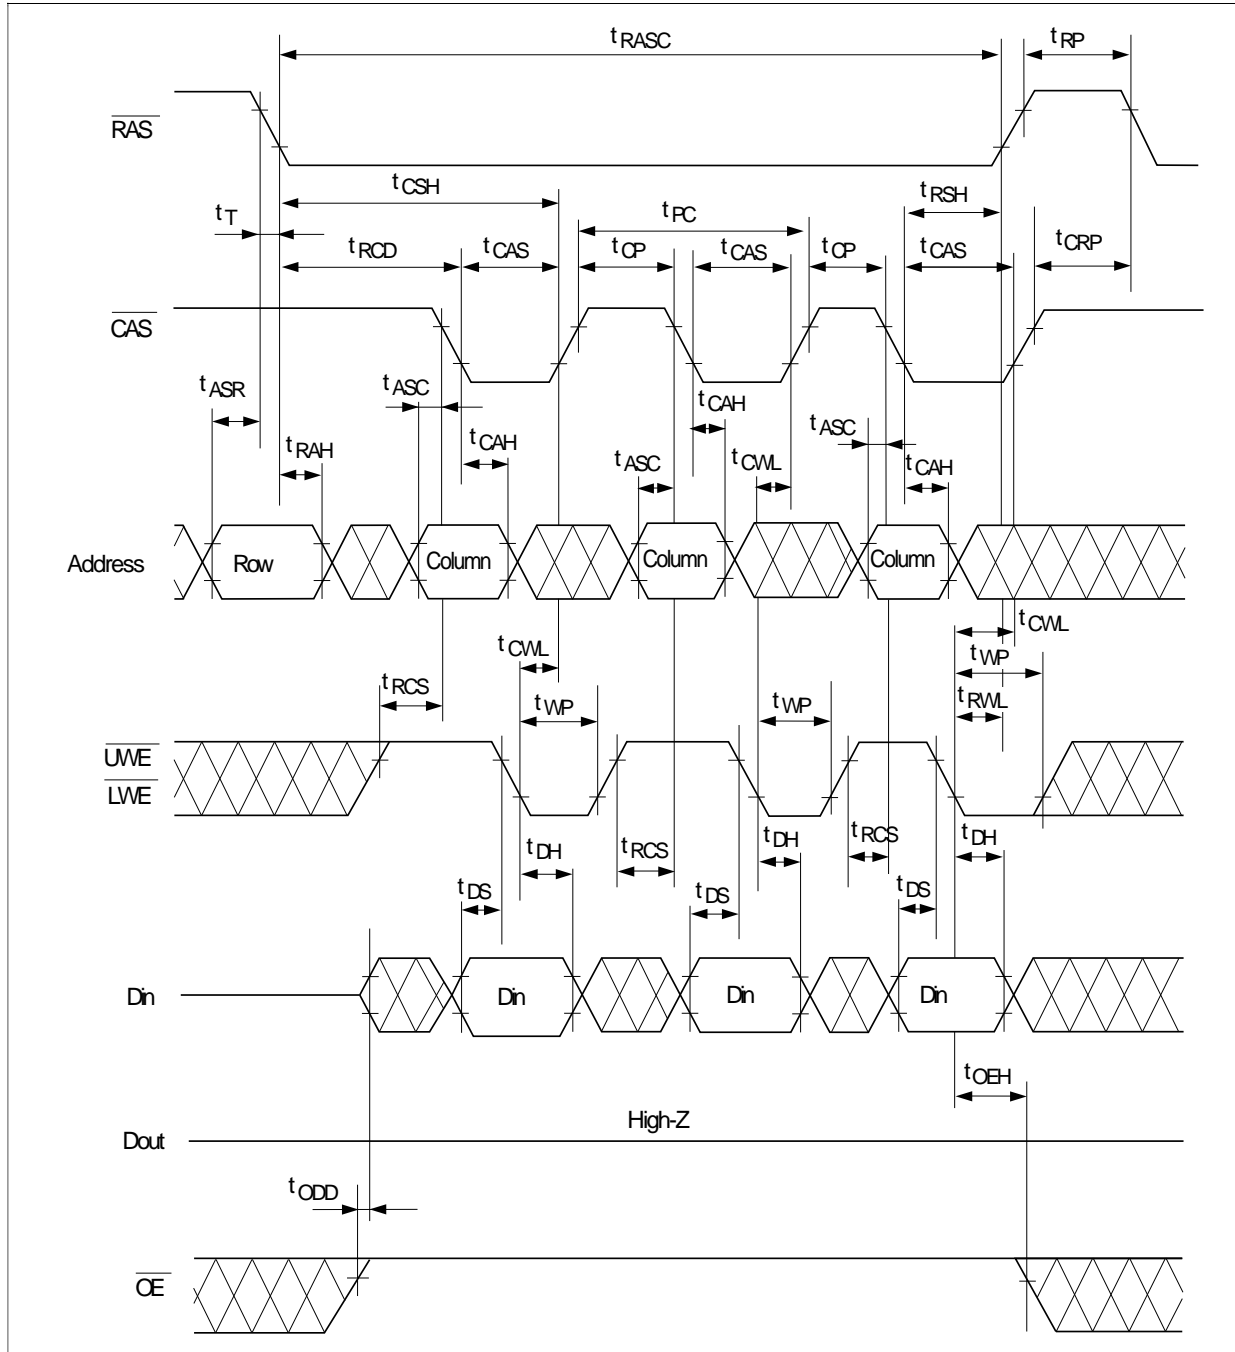 tRASC
tRP
RAS
tCSH
tRSH
tT
tPC
tRCD
tCAS
tCP
tCAS
tCP
tCAS
tCRP
CAS
tASR
tASC
tCAH
tASC
tRAH
tCAH
tASC
tCWL
tCAH
Address
Row
Column
Column
Column
tCWL
tCWL
tWP
tRCS
tWP
tWP
tRWL
UWE
LWE
tDH
tRCS
tDH
tRCS
tDH
tDS
tDS
tDS
Din
Din
Din
Din
tOEH
High-Z
Dout
tODD
OE